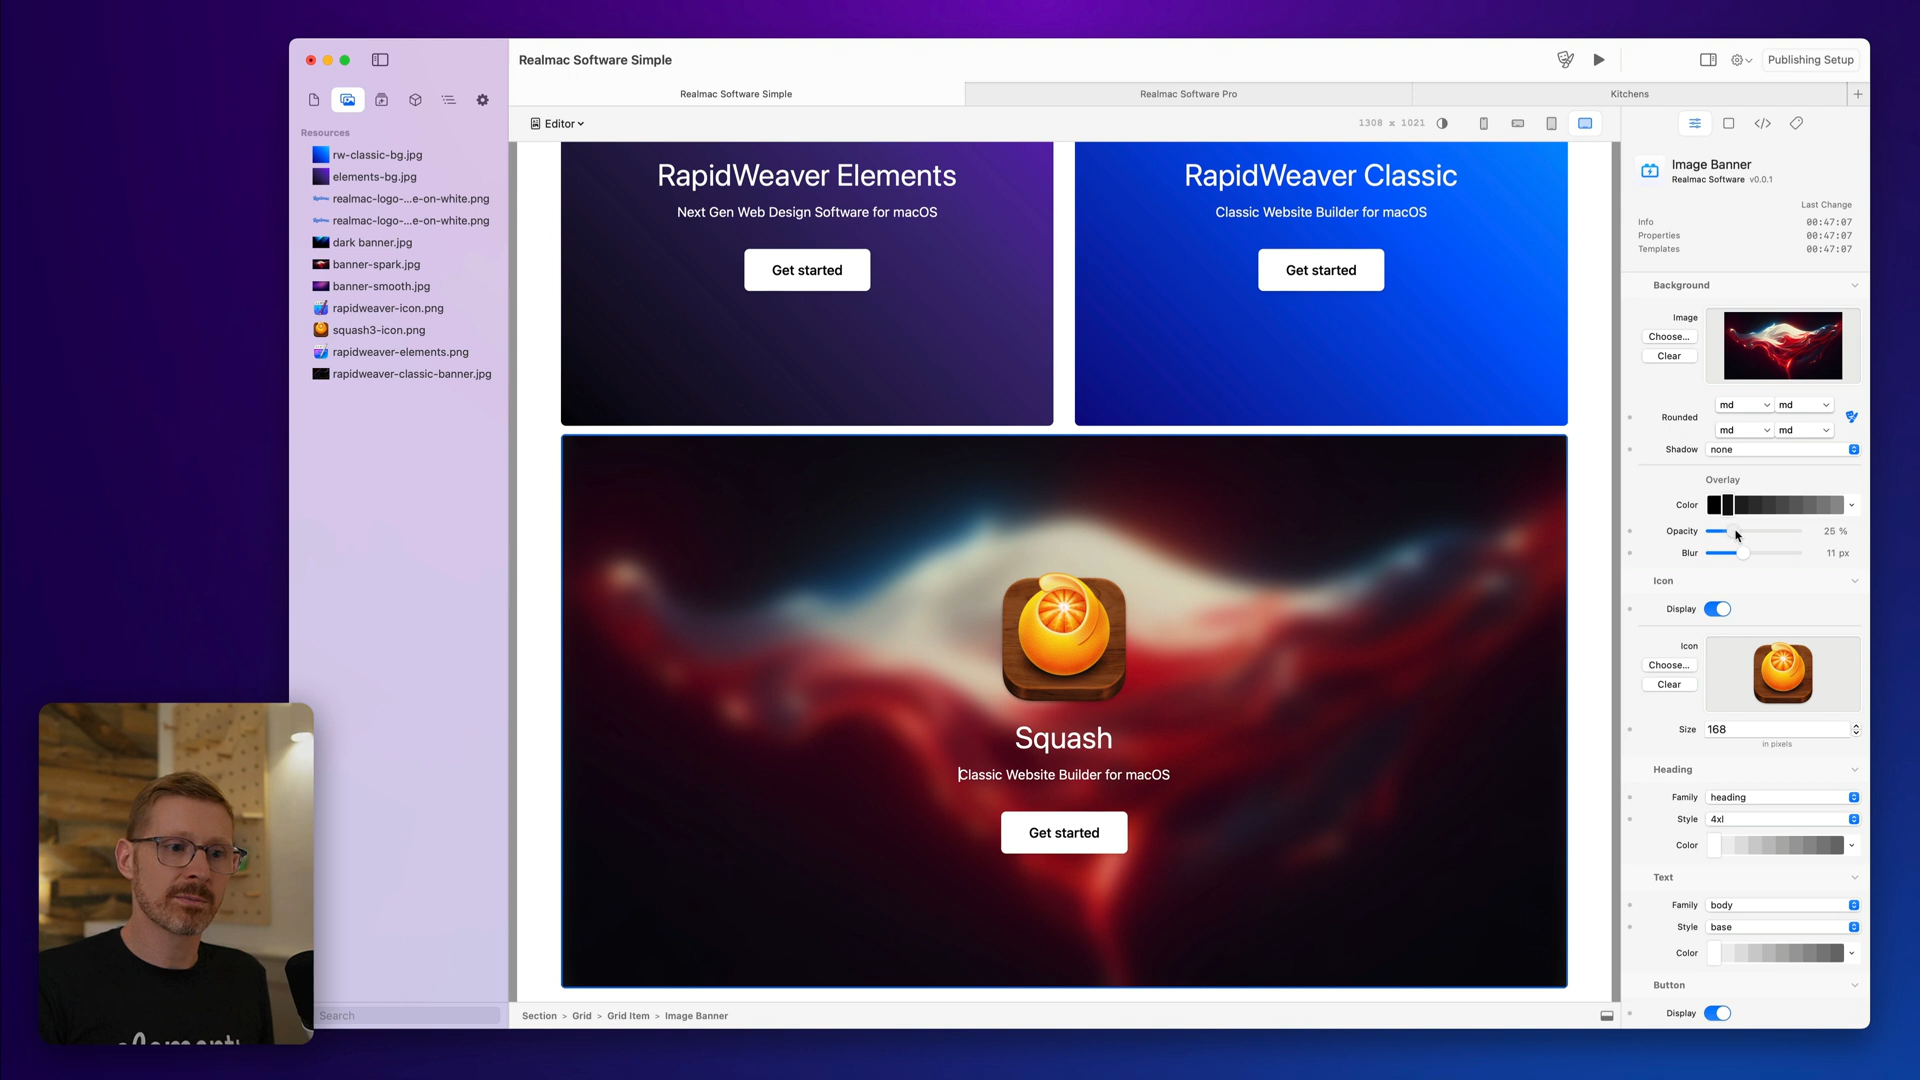 Realmac Software Simple
Publishing Setup
Realmac Software Simple
Realmac Software Pro
Kitchens
Editor
1308 x 1021
Resources
rw-classic-bg.jpg
elements-bg.jpg
realmac-logo-...e-on-white.png
realmac-logo-...e-on-white.png
dark banner.jpg
banner-spark.jpg
banner-smooth.jpg
rapidweaver-icon.png
squash3-icon.png
rapidweaver-elements.png
rapidweaver-classic-banner.jpg
Search
RapidWeaver Elements
Next Gen Web Design Software for macOS
Get started
RapidWeaver Classic
Classic Website Builder for macOS
Get started
Squash
Classic Website Builder for macOS
Get started
Section > Grid > Grid Item > Image Banner
Image Banner
Realmac Software v0.0.1
Last Change
Info 00:47:07
Properties 00:47:07
Templates 00:47:07
Background
Image
Choose...
Clear
md md
Rounded
md md
Shadow none
Overlay
Color
Opacity 25 %
Blur 11 px
Icon
Display
Icon
Choose...
Clear
Size 168
in pixels
Heading
Family heading
Style 4xl
Color
Text
Family body
Style base
Color
Button
Display